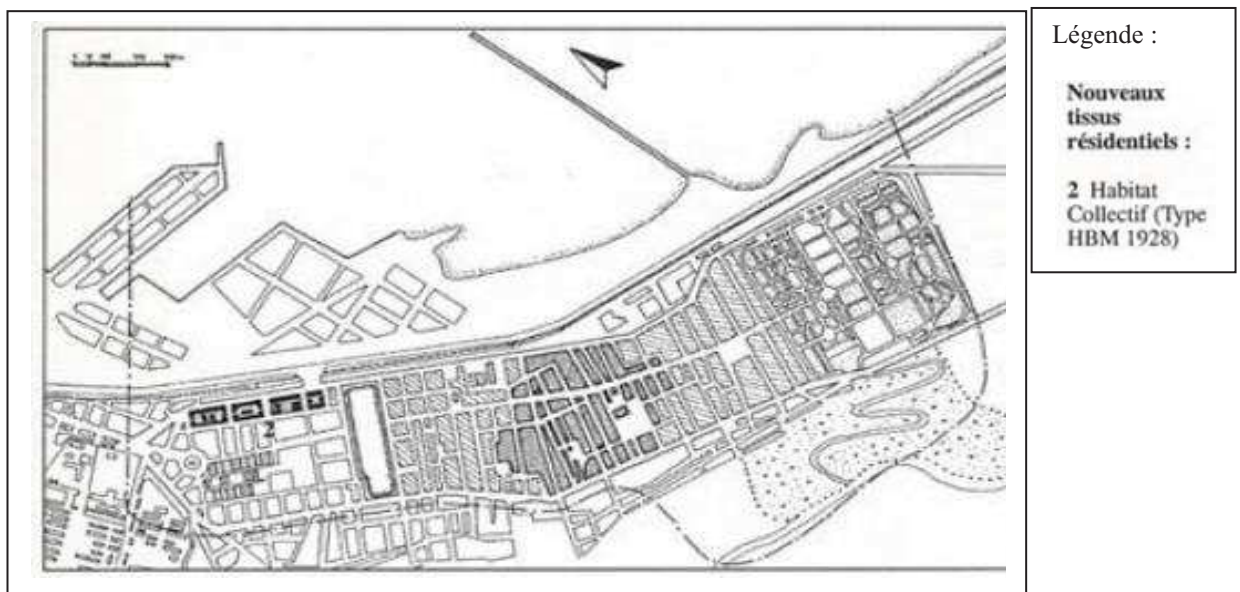 Légende :
Nouveaux
tissus
résidentiels :
2 Habitat
Collectif (Type
HBM 1928)
2